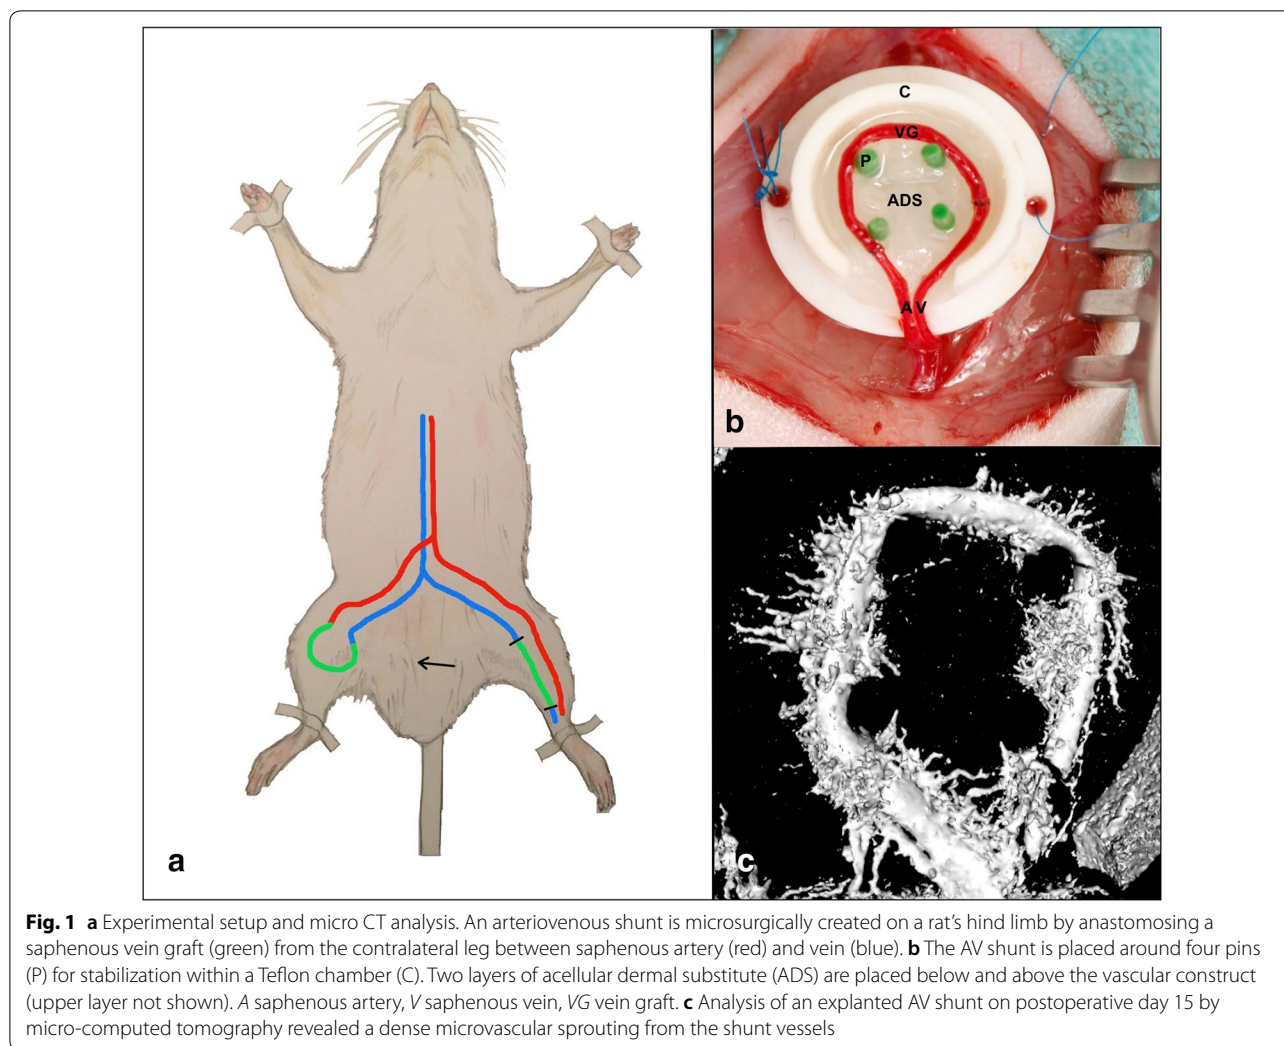 C
VG
P
ADS
A V
b
a
c
Fig. 1 a Experimental setup and micro CT analysis. An arteriovenous shunt is microsurgically created on a rat's hind limb by anastomosing a
saphenous vein graft (green) from the contralateral leg between saphenous artery (red) and vein (blue). b The AV shunt is placed around four pins
(P) for stabilization within a Teflon chamber (C). Two layers of acellular dermal substitute (ADS) are placed below and above the vascular construct
(upper layer not shown). A saphenous artery, V saphenous vein, VG vein graft. c Analysis of an explanted AV shunt on postoperative day 15 by
micro-computed tomography revealed a dense microvascular sprouting from the shunt vessels